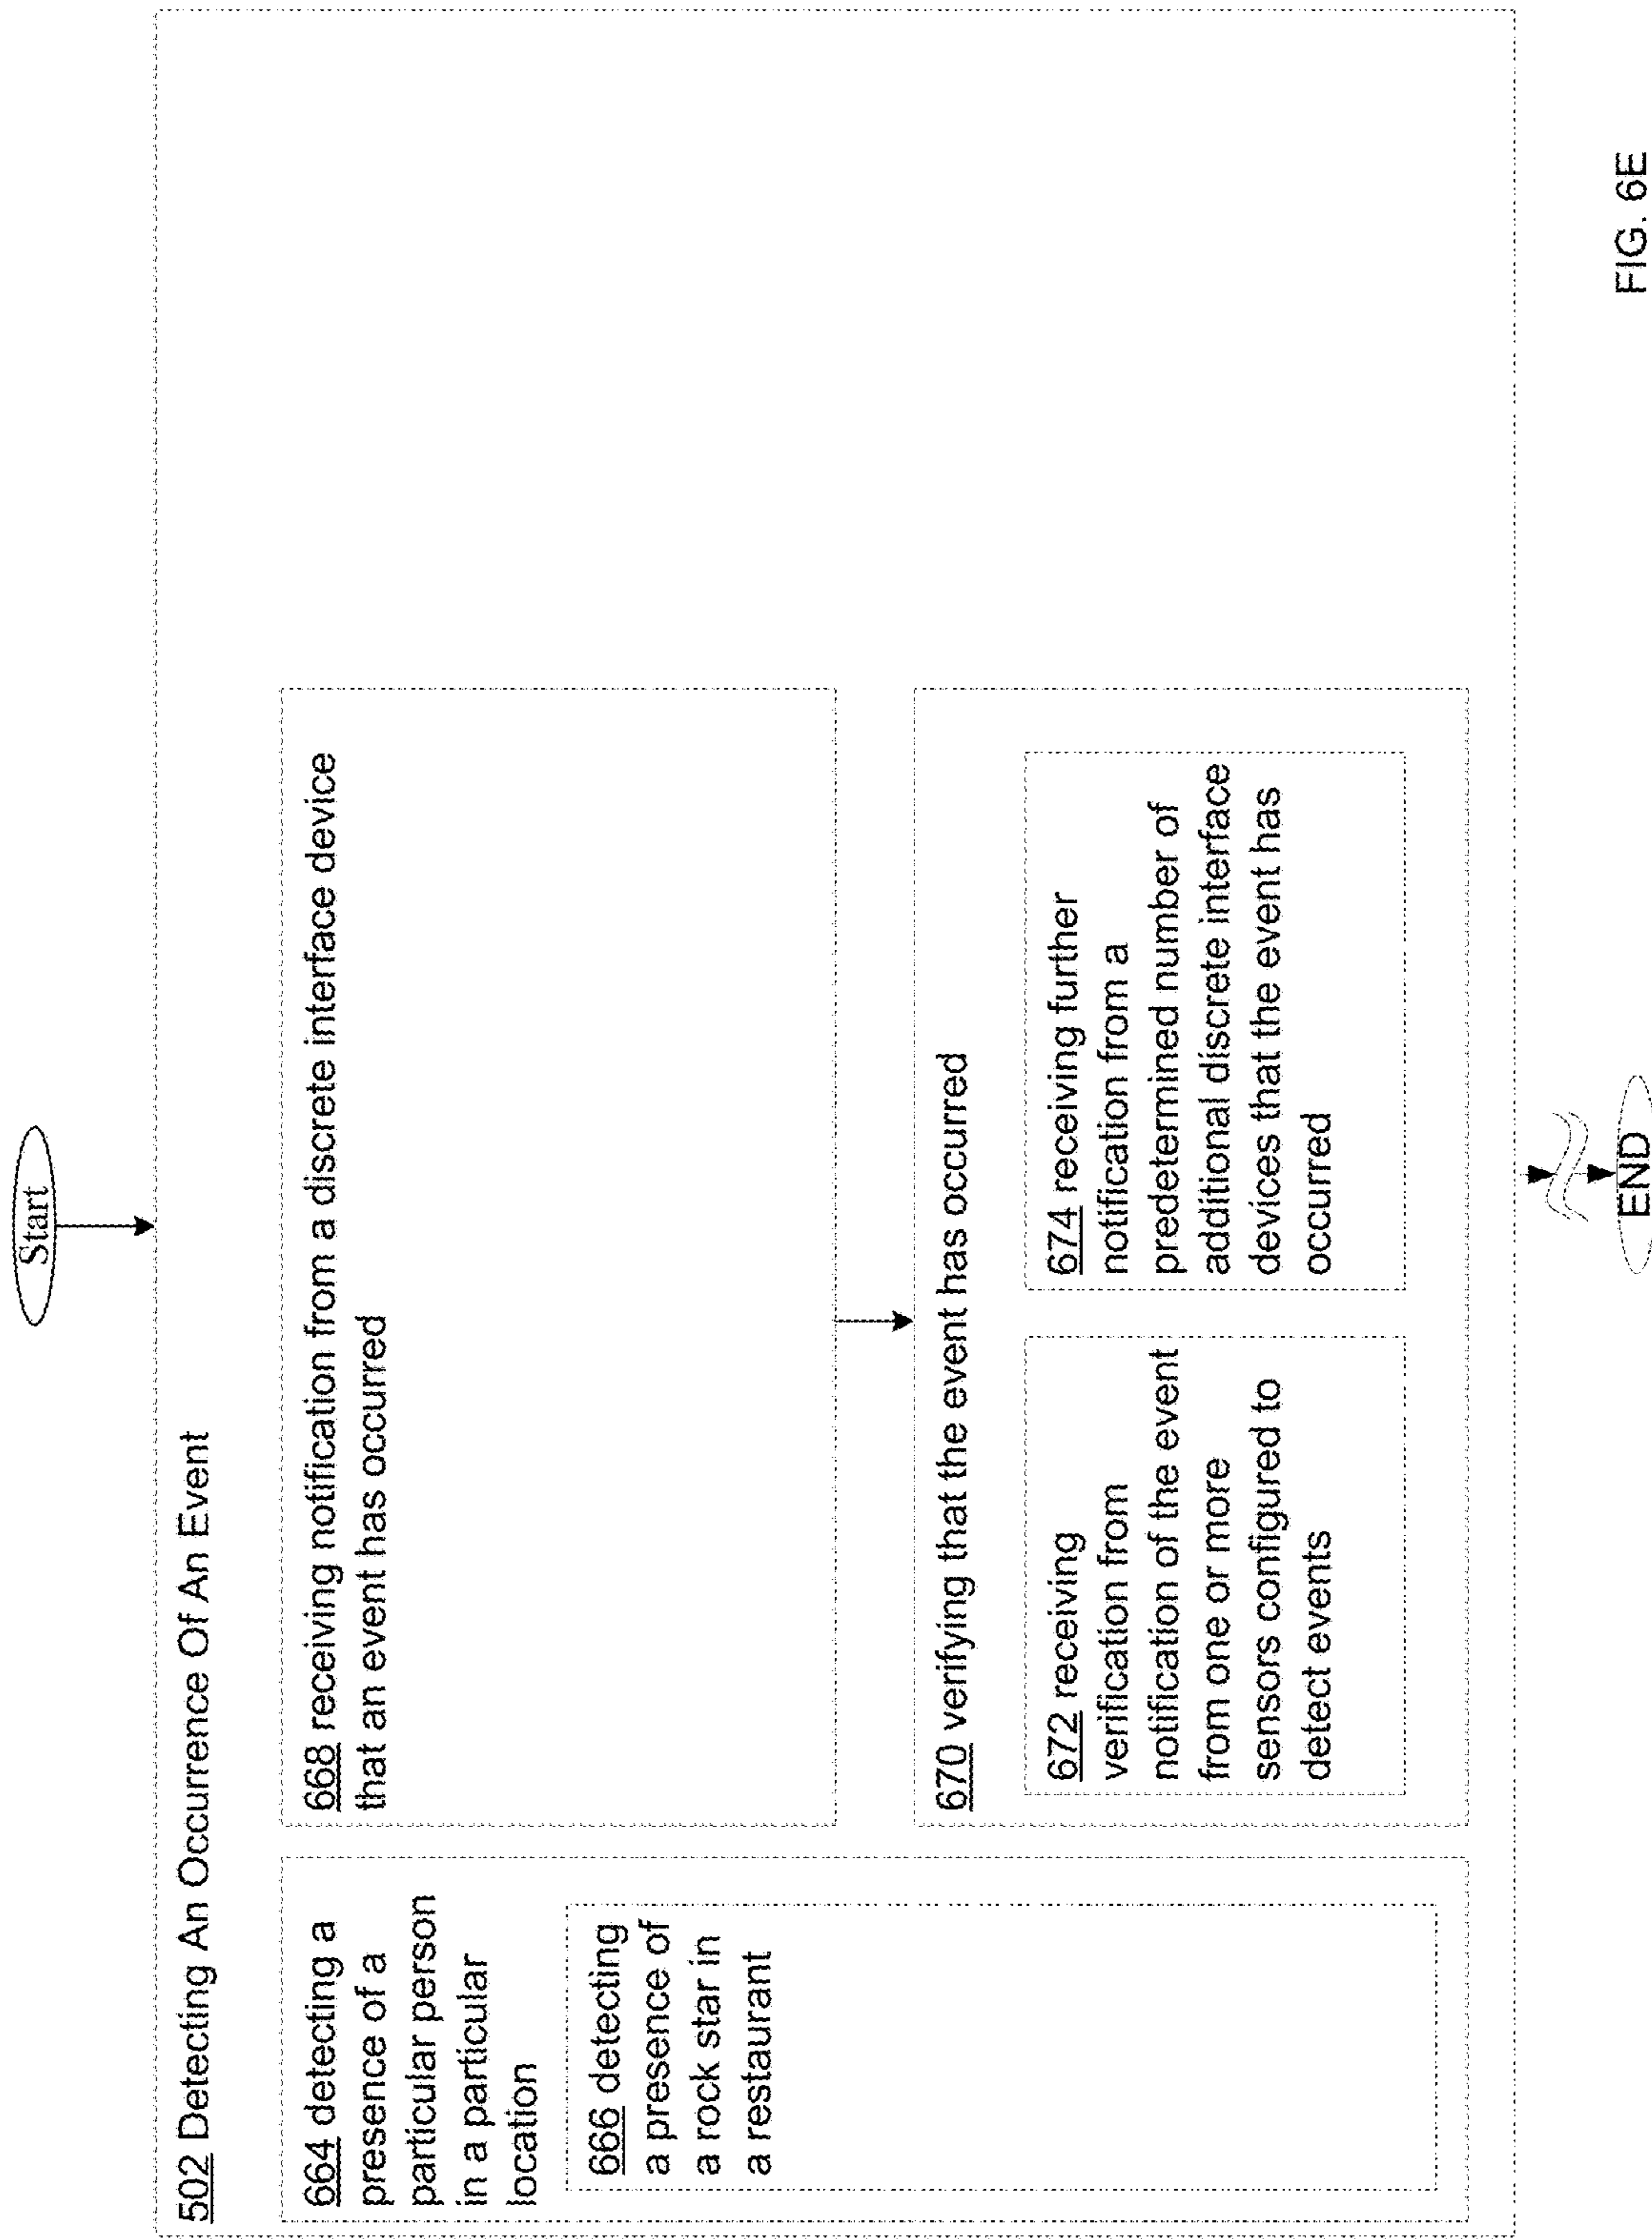 Start
502 Detecting An Occurrence Of An Event
664 detecting a
presence of a
particular person
in a particular
location
666 detecting
a presence of
a rock star in
a restaurant
668 receiving notification from a discrete interface device
that an event has occurred
670 verifying that the event has occurred
672 receiving
verification from
notification of the event
from one or more
sensors configured to
detect events
674 receiving further
notification from a
predetermined number of
additional discrete interface
devices that the event has
occurred
END
FIG. 6E